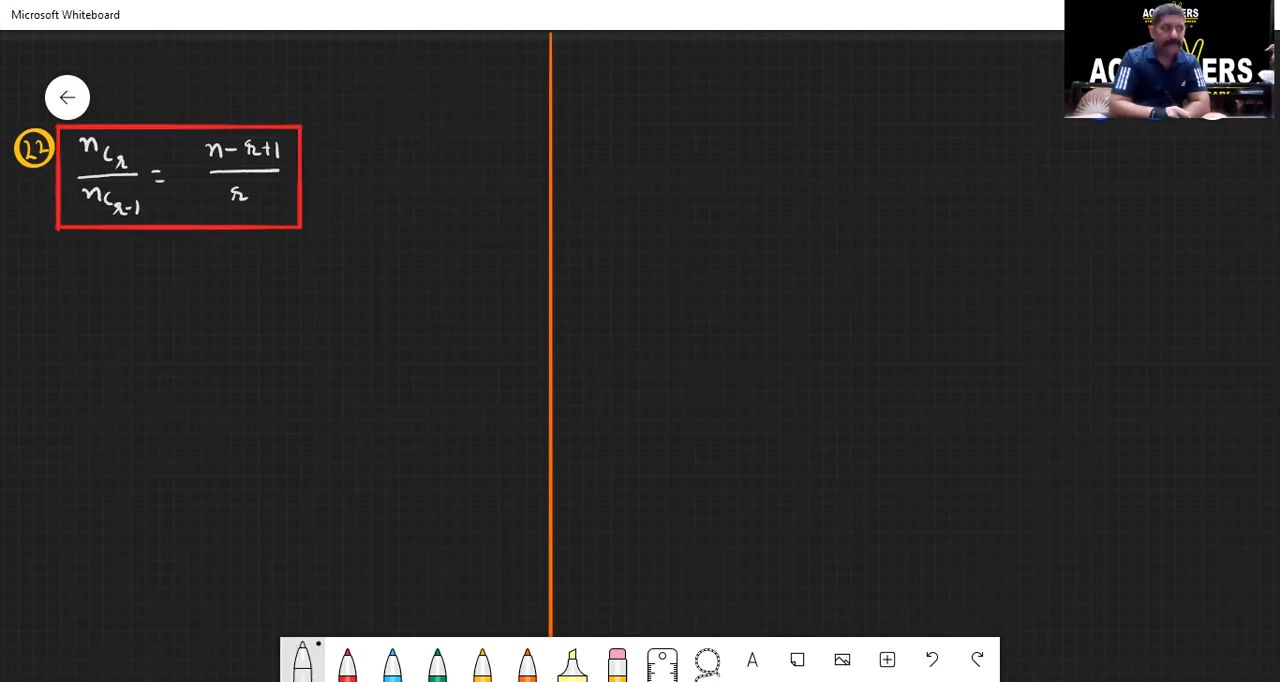 Microsoft Whiteboard
22
nCr / nCr-1 = n-r+1 / r
A